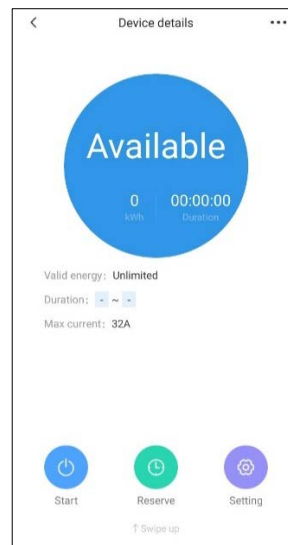 Device details
Available
0 00:00:00
kWh Duration
Valid energy: Unlimited
Duration: - ~ -
Max current: 32A
Start Reserve Setting
↑ Swipe up